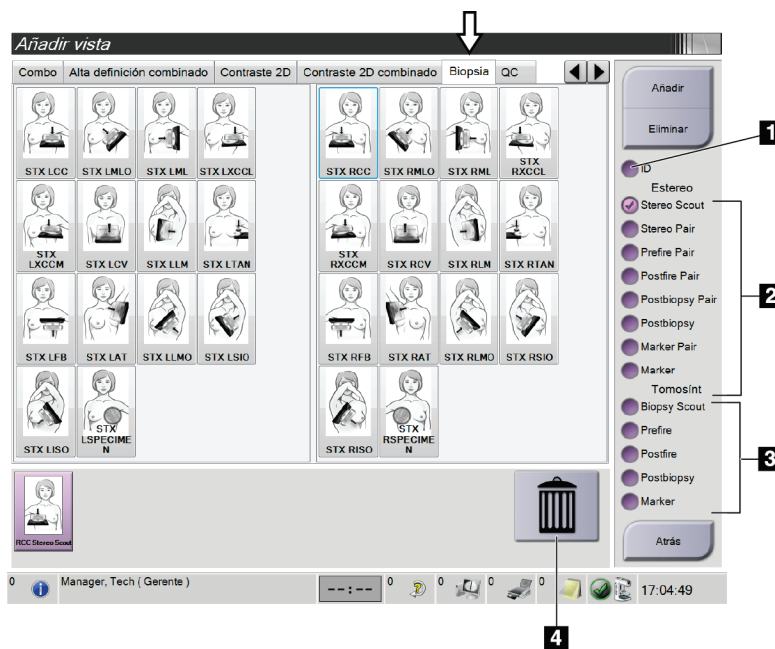 Añadir vista
Combo Alta definición combinado Contraste 2D Contraste 2D combinado Biopsia QC
STX LCC STX LMLO STX LML STX LXCCL
STX LXCCM STX LCV STX LLM STX LTAN
STX LFB STX LAT STX LLMO STX LSIO
STX LISO STX LSPECIMEN
STX RCC STX RMLO STX RML STX RXCCL
STX RXCCM STX RCV STX RLM STX RTAN
STX RFB STX RAT STX RLMO STX RSIO
STX RISO STX RSPECIMEN
Añadir
Eliminar
1
ID
Estereo
Stereo Scout
Stereo Pair
Prefire Pair
Postfire Pair
2
Postbiopsy Pair
Postbiopsy
Marker Pair
Marker
Tomosínt
Biopsy Scout
Prefire
Postfire
3
Postbiopsy
Marker
Atrás
RCC Stereo Scout
4
0 Manager, Tech ( Gerente ) --:-- 0 0 0 0 17:04:49